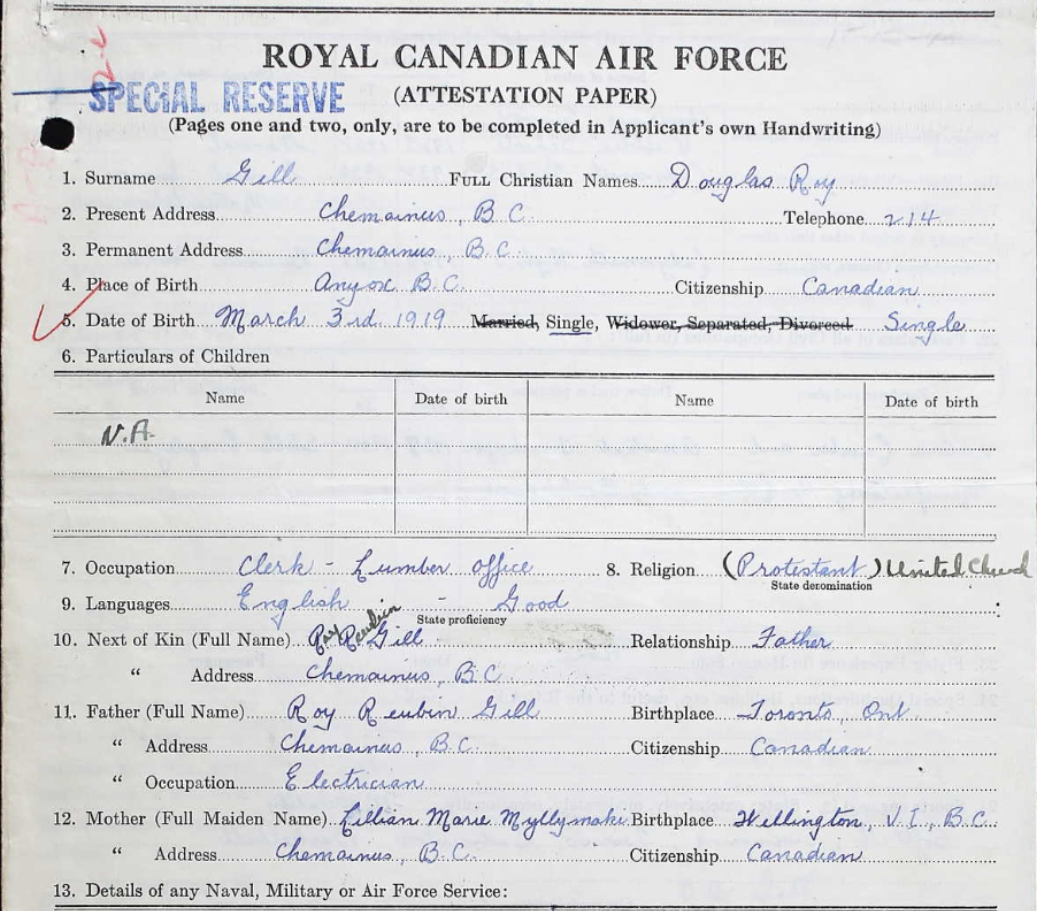 ROYAL CANADIAN AIR FORCE
SPECIAL RESERVE (ATTESTATION PAPER)
(Pages one and two, only, are to be completed in Applicant's own Handwriting)
1. Surname Gill FULL Christian Names Douglas Roy
2. Present Address Chemainus, B C Telephone 214
3. Permanent Address Chemainus, B.C
4. Place of Birth Anyox B.C. Citizenship Canadian
5. Date of Birth March 3rd 1919 Married, Single, Widower, Separated, Divorced Single
6. Particulars of Children
Name Date of birth Name Date of birth
N.A.
7. Occupation Clerk - Lumber office 8. Religion (Protestant) United Church
State denomination
9. Languages English - Good
State proficiency
10. Next of Kin (Full Name) Roy Reubin Gill Relationship Father
" Address Chemainus, B.C.
11. Father (Full Name) Roy Reubin Gill Birthplace Toronto, Ont.
" Address Chemainus, B.C. Citizenship Canadian
" Occupation Electrician
12. Mother (Full Maiden Name) Lillian Marie Myllymaki Birthplace Wellington, V.I., B.C.
" Address Chemainus, B.C. Citizenship Canadian
13. Details of any Naval, Military or Air Force Service: